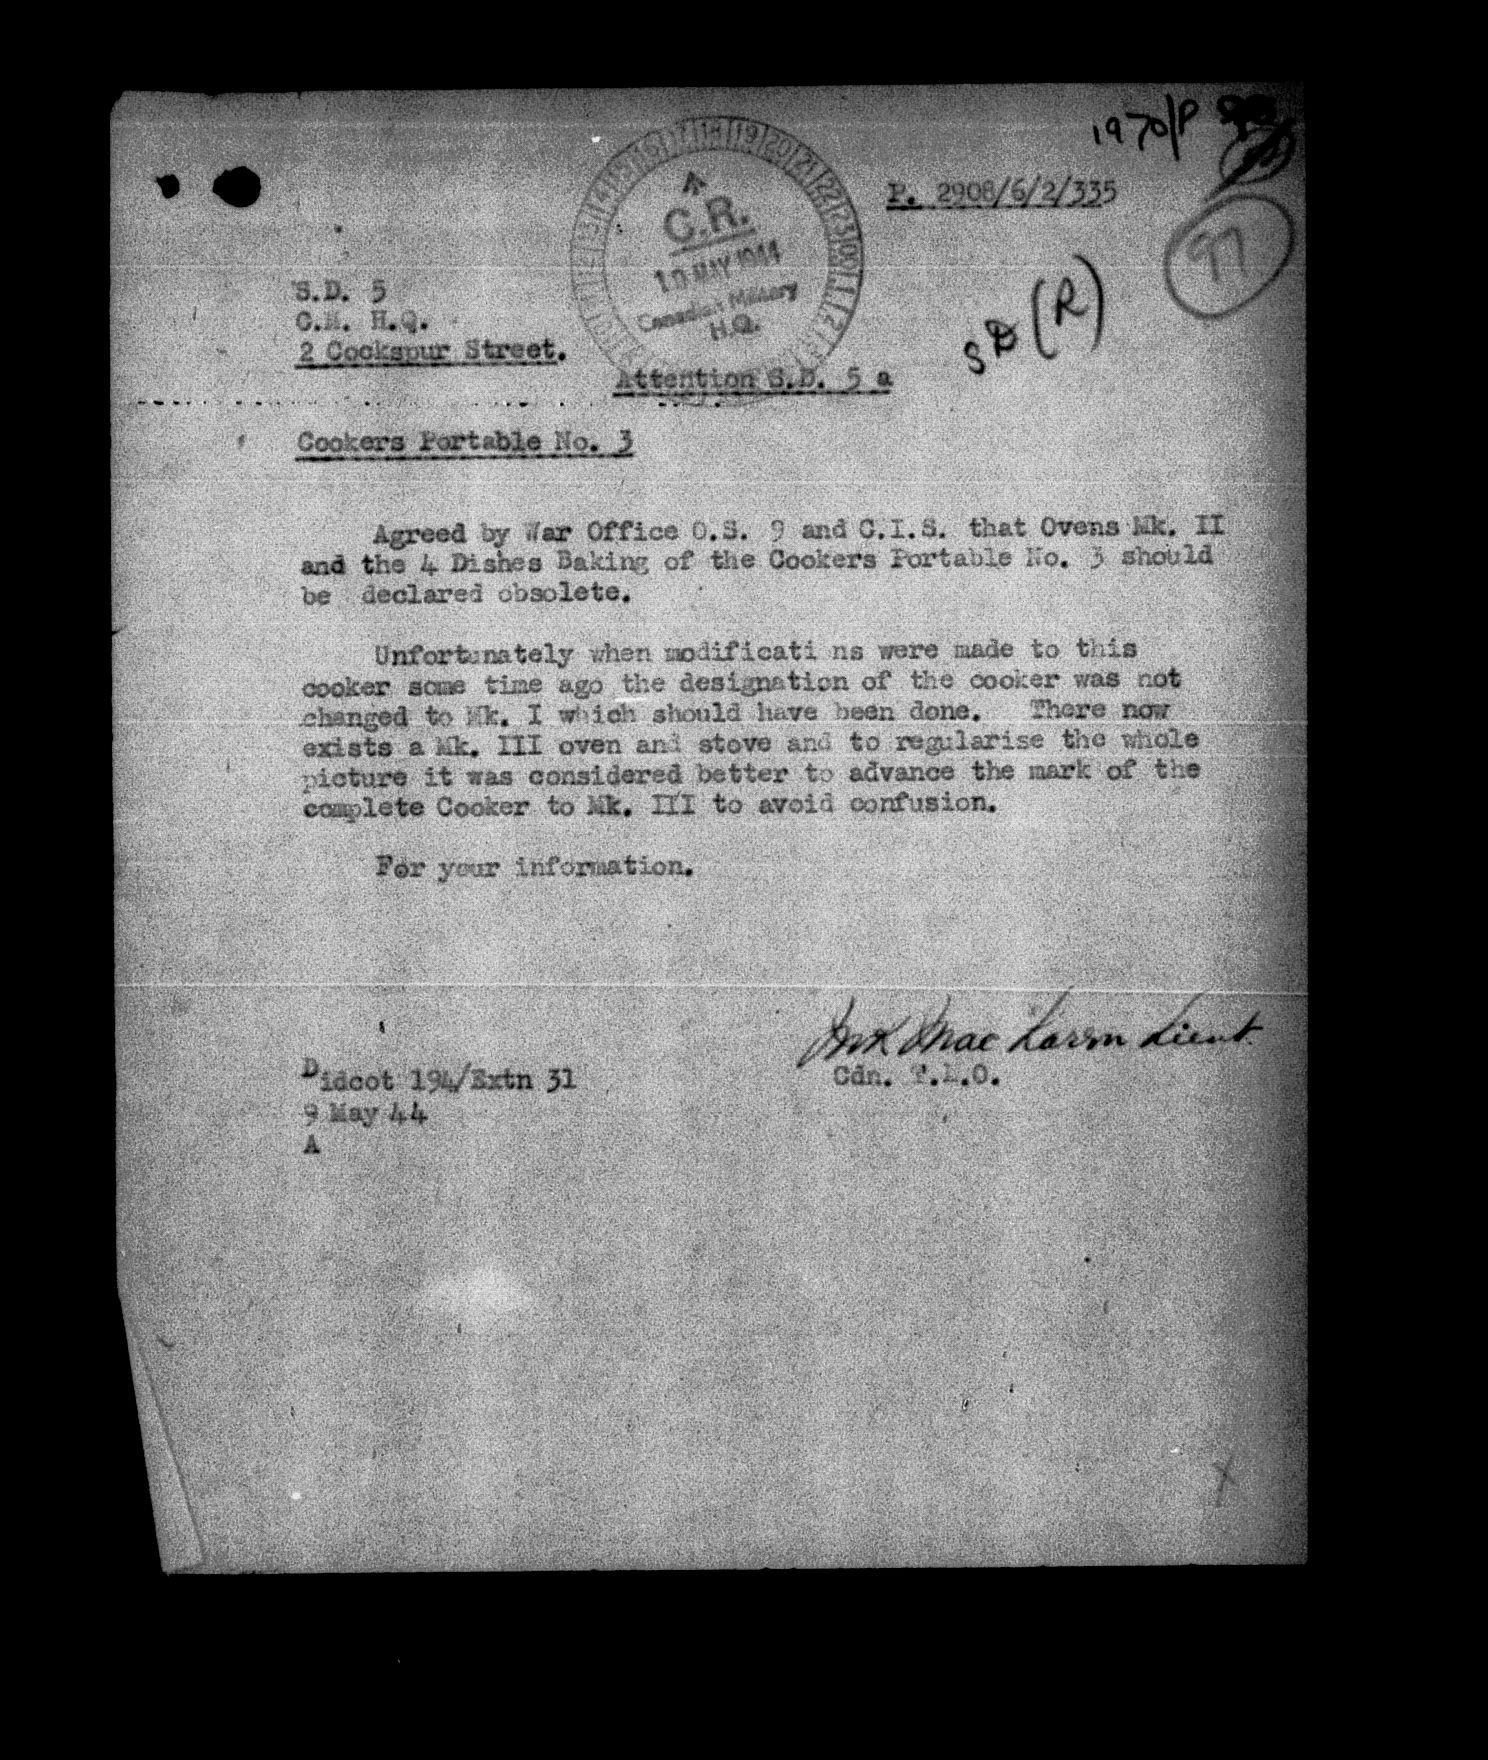 1970/P
P. 2908/6/2/335
97
C.R.
10 MAY 1944
Canadian Military
H.Q.
S.D. 5
C.M. H.Q.
2 Cockspur Street.
SD (R)
Attention S.D. 5 a
Cookers Portable No. 3
Agreed by War Office O.S. 9 and C.I.S. that Ovens Mk. II
and the 4 Dishes Baking of the Cookers Portable No. 3 should
be declared obsolete.
Unfortunately when modificati ns were made to this
cooker some time ago the designation of the cooker was not
changed to Mk. I which should have been done. There now
exists a Mk. III oven and stove and to regularise the whole
picture it was considered better to advance the mark of the
complete Cooker to Mk. III to avoid confusion.
For your information.
Lieut.
Cdn. T.L.O.
Didcot 194/Extn 31
9 May 44
A